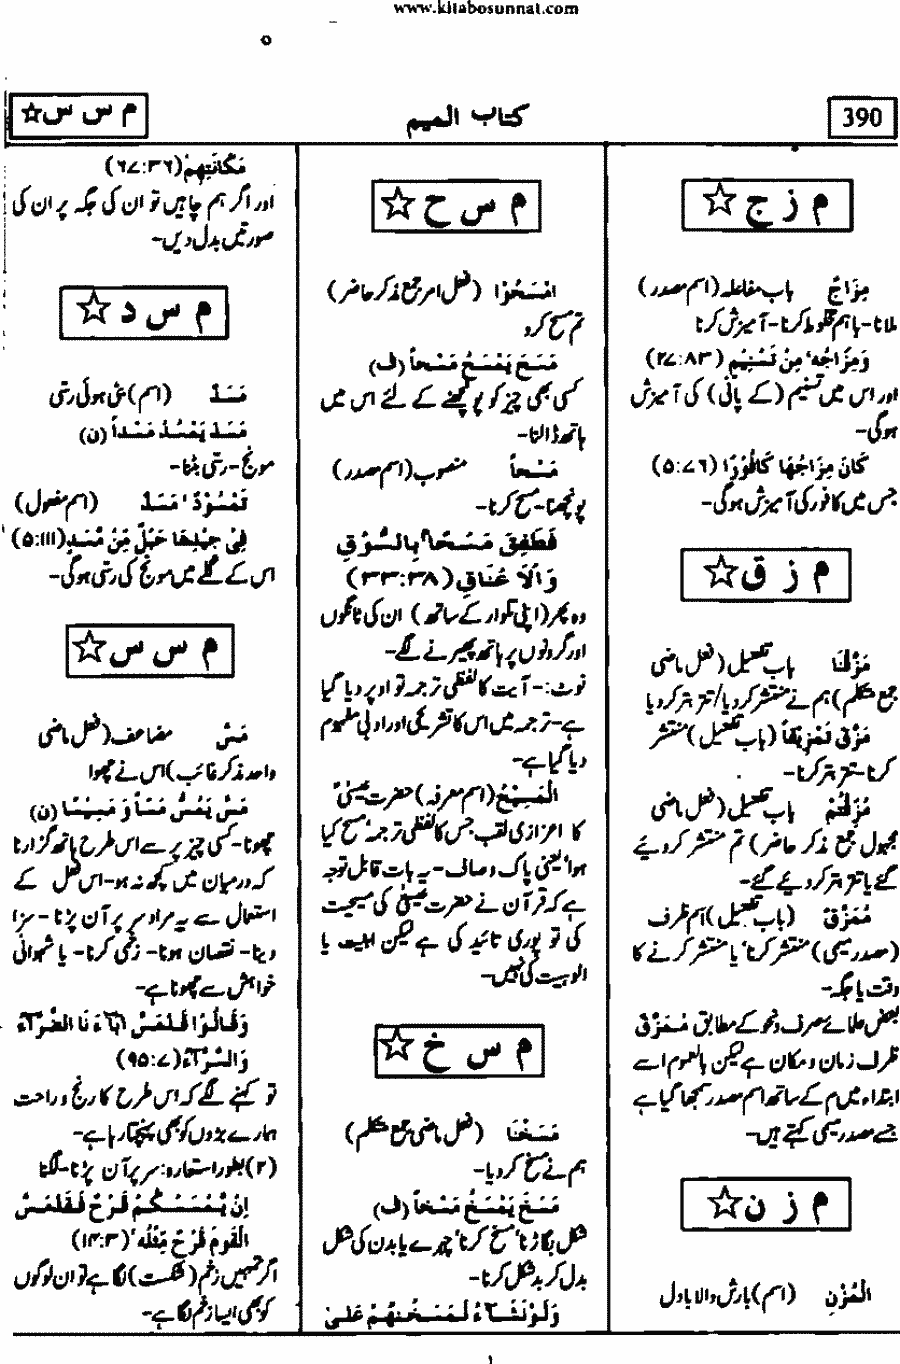 www.kitabosunnat.com
م س س ☆
کتاب المیم
390
م ز ج ☆
مِزَاجٌ باب مفاعلہ (اسم مصدر)
ملانا-باہم مخلوط کرنا-آمیزش کرنا
وَمِزَاجُهٗ مِنْ تَسْنِيْمٍ (۲۷:۸۳)
اور اس میں تسنیم (کے پانی) کی آمیزش
ہوگی-
كَانَ مِزَاجُهَا كَافُوْرًا (۵:۷۶)
جس میں کافور کی آمیزش ہوگی-
م ز ق ☆
مَزَّقْنَا باب تفعیل (فعل ماضی
جمع متکلم) ہم نے منتشر کردیا/تتر بتر کر دیا
مَزَّقَ تَمْزِيْقاً (باب تفعیل) منتشر
کرنا-تتر بتر کرنا-
مُزِّقْتُمْ باب تفعیل (فعل ماضی
مجہول جمع مذکر حاضر) تم منتشر کر دیئے
گئے یا تتر بتر کر دیئے گئے-
مُمَزَّقٌ (باب تفعیل) اسم ظرف
(مصدر میمی) منتشر کرنا' یا منتشر کرنے کا
وقت یا جگہ-
بعض علمائے صرف و نحو کے مطابق مُمَزَّقٌ
ظرف زمان و مکان ہے لیکن بالعموم اسے
ابتداء میں م کے ساتھ اسم مصدر سمجھا گیا ہے
جسے مصدر میمی کہتے ہیں-
م ز ن ☆
الْمُزْنِ (اسم) بارش والا بادل
م س ح ☆
امْسَحُوْا (فعل امر جمع مذکر حاضر)
تم مسح کرو
مَسَحَ يَمْسَحُ مَسْحاً (ف)
کسی بھی چیز کو پونچھنے کے لئے اس میں
ہاتھ ڈالنا-
مَسْحاً منصوب (اسم مصدر)
پونچھنا-مسح کرنا-
فَطَفِقَ مَسْحًا بِالسُّوْقِ
وَالْاَعْنَاقِ (۳۳:۳۸)
وہ پھر (اپنی تلوار کے ساتھ) ان کی ٹانگوں
اور گردنوں پر ہاتھ پھیرنے لگے-
نوٹ:- آیت کا لفظی ترجمہ تو اوپر دیا گیا
ہے-ترجمہ میں اس کا تشریحی اور ادبی مفہوم
دیا گیا ہے-
الْمَسِيْحُ (اسم معرفہ) حضرت عیسیٰؑ
کا اعزازی لقب جس کا لفظی ترجمہ' مسح کیا
ہوا' یعنی پاک و صاف-یہ بات قابل توجہ
ہے کہ قرآن نے حضرت عیسیٰؑ کی مسیحیت
کی تو پوری تائید کی ہے لیکن ابنیت یا
الوہیت کی نہیں-
م س خ ☆
مَسَخْنَا (فعل ماضی جمع متکلم)
ہم نے مسخ کر دیا-
مَسَخَ يَمْسَخُ مَسْخاً (ف)
شکل بگاڑنا' مسخ کرنا' چہرے یا بدن کی شکل
بدل کر بدشکل کرنا-
وَلَوْنَشَآءُ لَمَسَخْنٰهُمْ عَلٰى
مَكَانَتِهِمْ (۶۷:۳۶)
اور اگر ہم چاہیں تو ان کی جگہ پر ان کی
صورتیں بدل دیں-
م س د ☆
مَسَدٌ (اسم) بٹی ہوئی رسّی
مَسَدَ يَمْسُدُ مَسْداً (ن)
مونج-رسّی بٹنا-
تَمْسُوْدٌ' مَسَدٌ (اسم مفعول)
فِيْ جِيْدِهَا حَبْلٌ مِّنْ مَّسَدٍ (۵:۱۱۱)
اس کے گلے میں مونج کی رسّی ہوگی-
م س س ☆
مَسَّ مضاعف (فعل ماضی
واحد مذکر غائب) اس نے چھوا
مَسَّ يَمُسُّ مَسّاً وَ مَسِيْسًا (ن)
چھونا-کسی چیز پر سے اس طرح ہاتھ گزارنا
کہ درمیان میں کچھ نہ ہو-اس فعل کے
استعمال سے یہ مراد سر پر آن پڑنا-سزا
دینا-نقصان ہونا-زخمی کرنا-یا شہوانی
خواہش سے چھونا ہے-
وَقَالُوْا قَدْمَسَّ اٰبَآءَ نَا الضَّرَّآءُ
وَالسَّرَّآءُ (۹۵:۷)
تو کہنے لگے کہ اس طرح کا رنج و راحت
ہمارے بڑوں کو بھی پہنچتا رہا ہے-
(۲) بطور استعارہ: سر پر آن پڑنا-لگنا
اِنْ يَّمْسَسْكُمْ قَرْحٌ فَقَدْمَسَّ
الْقَوْمَ قَرْحٌ مِّثْلُهٗ (۱۴:۳)
اگر تمہیں زخم (شکست) لگا ہے تو ان لوگوں
کو بھی ایسا زخم لگا ہے-